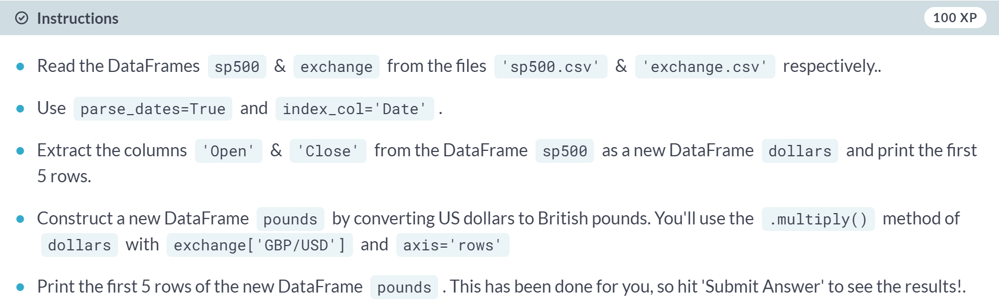 Instructions
100 XP
Read the DataFrames sp500 & exchange from the files 'sp500.csv' & 'exchange.csv' respectively..
Use parse_dates=True and index_col='Date' .
Extract the columns 'Open' & 'Close' from the DataFrame sp500 as a new DataFrame dollars and print the first
5 rows.
Construct a new DataFrame pounds by converting US dollars to British pounds. You'll use the .multiply() method of
dollars with exchange['GBP/USD'] and axis='rows'
Print the first 5 rows of the new DataFrame pounds . This has been done for you, so hit 'Submit Answer' to see the results!.